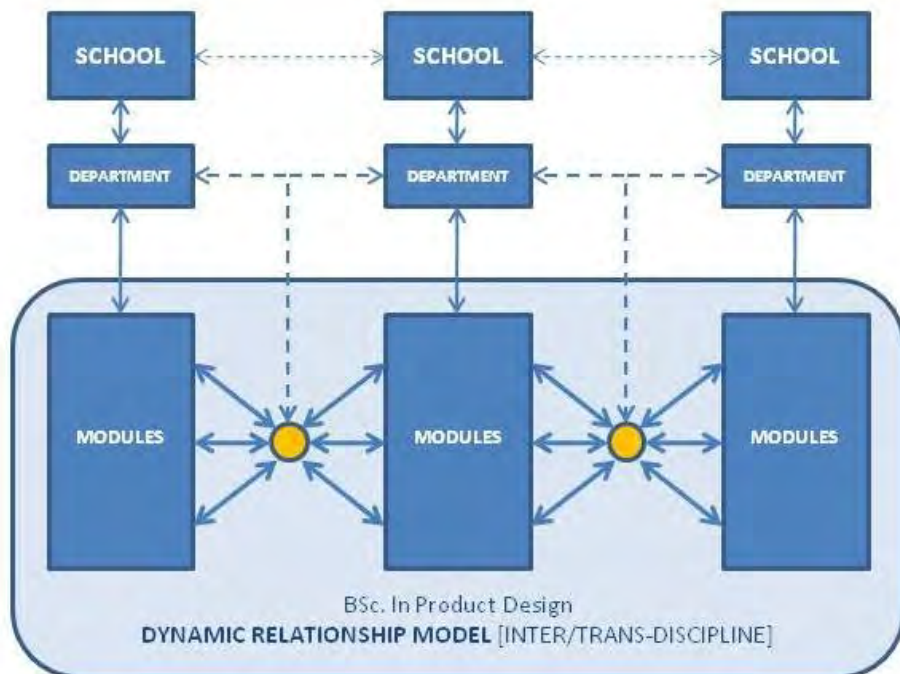 SCHOOL SCHOOL SCHOOL
DEPARTMENT DEPARTMENT DEPARTMENT
MODULES MODULES MODULES
BSc. In Product Design
DYNAMIC RELATIONSHIP MODEL [INTER/TRANS-DISCIPLINE]